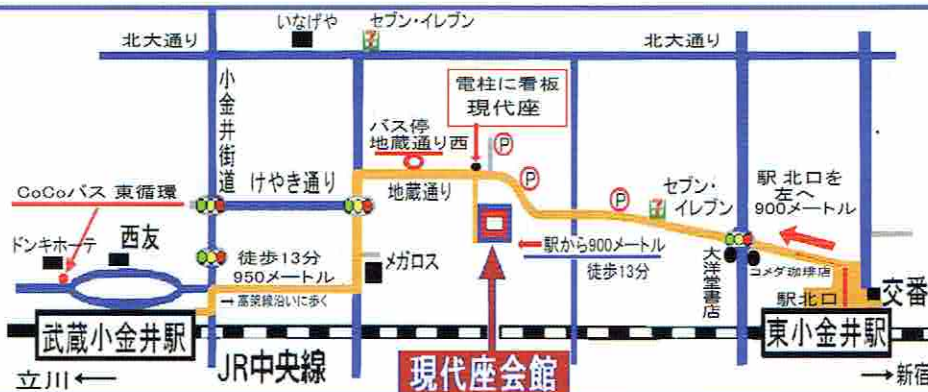 いなげや
セブン・イレブン
北大通り
北大通り
小金井街道
電柱に看板
現代座
バス停
地蔵通り西
P
P
P
CoCoバス 東循環
けやき通り
地蔵通り
セブン・
イレブン
駅 北口を
左へ
900メートル
ドンキホーテ
西友
徒歩13分
950メートル
メガロス
駅から900メートル
徒歩13分
大洋堂書店
コメダ珈琲店
→高架線沿いに歩く
駅北口
交番
武蔵小金井駅
東小金井駅
立川←
JR中央線
現代座会館
→新宿